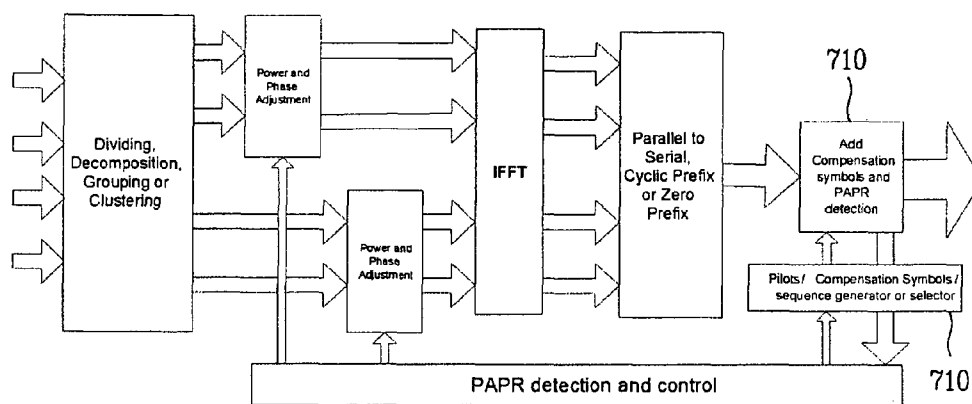 710
Power and
Phase
Adjustment
Dividing,
Decomposition,
Grouping or
Clustering
IFFT
Parallel to
Serial,
Cyclic Prefix
or Zero
Prefix
Add
Compensation
symbols and
PAPR
detection
Power and
Phase
Adjustment
Pilots/ Compensation Symbols/
sequence generator or selector
710
PAPR detection and control